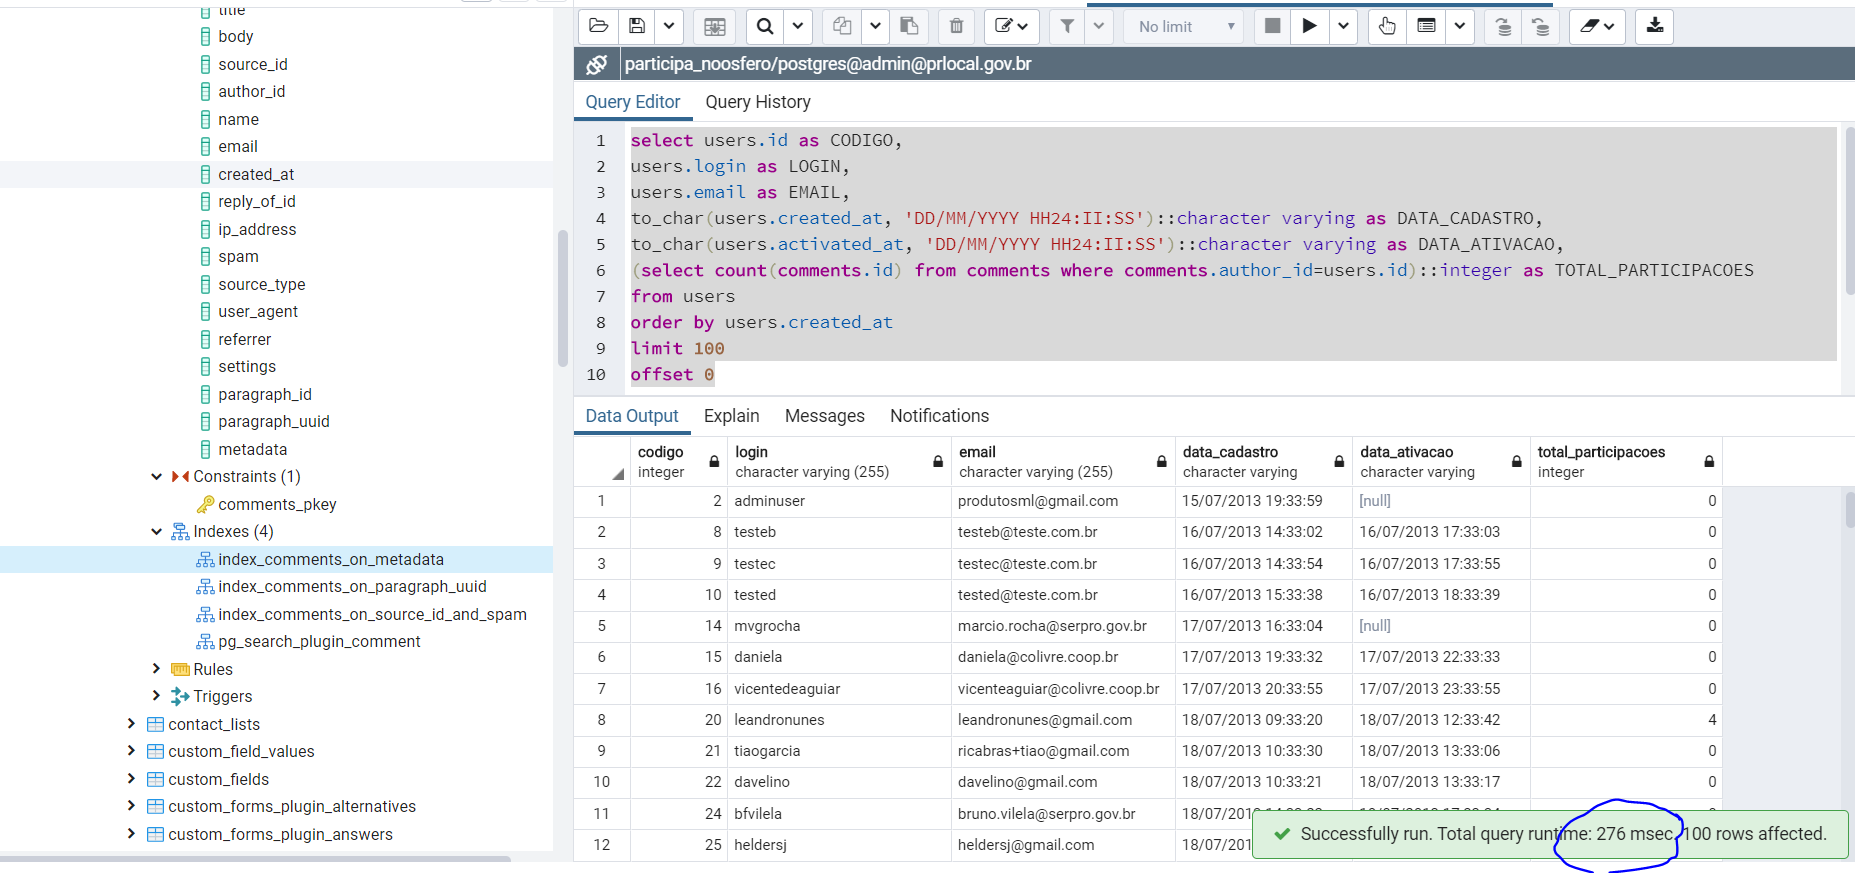 title
body
source_id
author_id
name
email
created_at
reply_of_id
ip_address
spam
source_type
user_agent
referrer
settings
paragraph_id
paragraph_uuid
metadata
Constraints (1)
comments_pkey
Indexes (4)
index_comments_on_metadata
index_comments_on_paragraph_uuid
index_comments_on_source_id_and_spam
pg_search_plugin_comment
Rules
Triggers
contact_lists
custom_field_values
custom_fields
custom_forms_plugin_alternatives
custom_forms_plugin_answers
No limit
participa_noosfero/postgres@admin@prlocal.gov.br
Query Editor Query History
1 select users.id as CODIGO,
2 users.login as LOGIN,
3 users.email as EMAIL,
4 to_char(users.created_at, 'DD/MM/YYYY HH24:II:SS')::character varying as DATA_CADASTRO,
5 to_char(users.activated_at, 'DD/MM/YYYY HH24:II:SS')::character varying as DATA_ATIVACAO,
6 (select count(comments.id) from comments where comments.author_id=users.id)::integer as TOTAL_PARTICIPACOES
7 from users
8 order by users.created_at
9 limit 100
10 offset 0
Data Output Explain Messages Notifications
codigo login email data_cadastro data_ativacao total_participacoes
integer character varying (255) character varying (255) character varying character varying integer
1 2 adminuser produtosml@gmail.com 15/07/2013 19:33:59 [null] 0
2 8 testeb testeb@teste.com.br 16/07/2013 14:33:02 16/07/2013 17:33:03 0
3 9 testec testec@teste.com.br 16/07/2013 14:33:54 16/07/2013 17:33:55 0
4 10 tested tested@teste.com.br 16/07/2013 15:33:38 16/07/2013 18:33:39 0
5 14 mvgrocha marcio.rocha@serpro.gov.br 17/07/2013 16:33:04 [null] 0
6 15 daniela daniela@colivre.coop.br 17/07/2013 19:33:32 17/07/2013 22:33:33 0
7 16 vicentedeaguiar vicenteaguiar@colivre.coop.br 17/07/2013 20:33:55 17/07/2013 23:33:55 0
8 20 leandronunes leandronunes@gmail.com 18/07/2013 09:33:20 18/07/2013 12:33:42 4
9 21 tiaogarcia ricabras+tiao@gmail.com 18/07/2013 10:33:30 18/07/2013 13:33:06 0
10 22 davelino davelino@gmail.com 18/07/2013 10:33:21 18/07/2013 13:33:17 0
11 24 bfvilela bruno.vilela@serpro.gov.br 18/07/201
12 25 heldersj heldersj@gmail.com 18/07/201
Successfully run. Total query runtime: 276 msec. 100 rows affected.